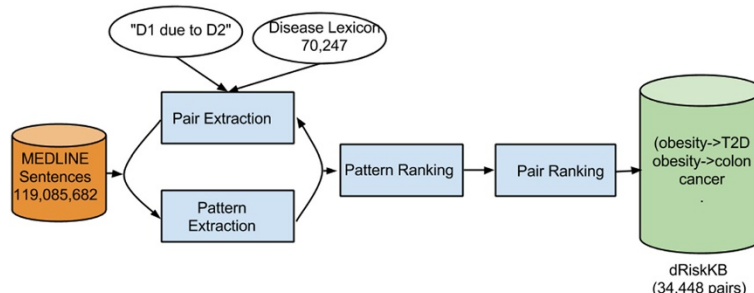 "D1 due to D2"
Disease Lexicon
70,247
Pair Extraction
MEDLINE
Sentences
119,085,682
Pattern
Extraction
Pattern Ranking
Pair Ranking
(obesity->T2D
obesity->colon
cancer
.
dRiskKB
(34,448 pairs)